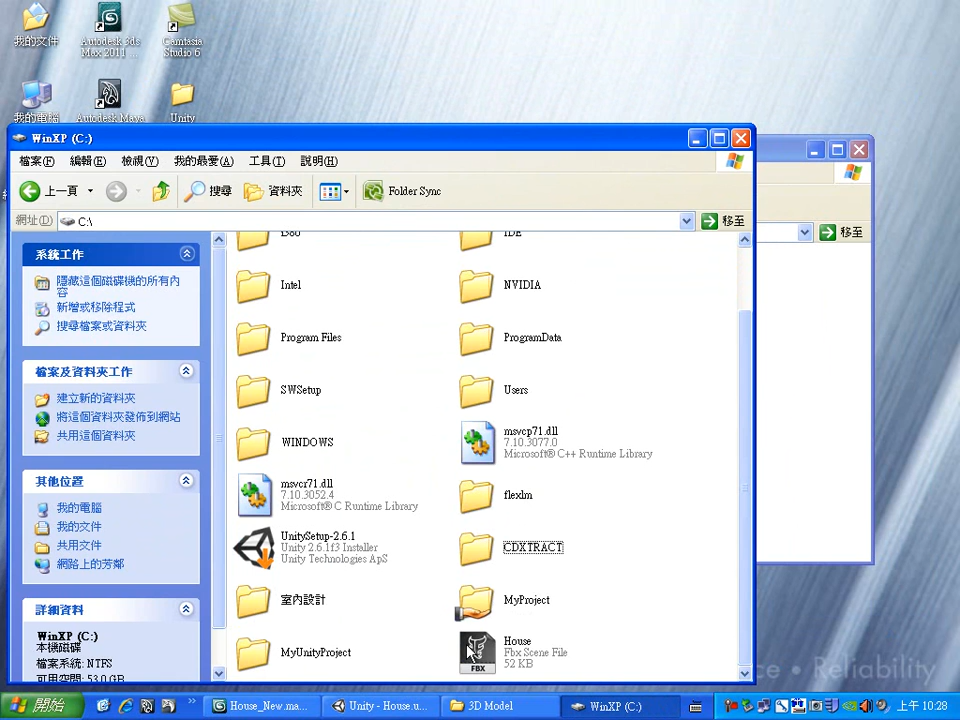 我的文件
Autodesk 3ds
Max 2011 ...
Camtasia
Studio 6
我的電腦
Autodesk Maya
Unity
WinXP (C:)
檔案(F) 編輯(E) 檢視(V) 我的最愛(A) 工具(T) 說明(H)
上一頁 搜尋 資料夾 Folder Sync
網址(D) C:\ 移至
移至
系統工作
隱藏這個磁碟機的所有內
容
新增或移除程式
搜尋檔案或資料夾
檔案及資料夾工作
建立新的資料夾
將這個資料夾發佈到網站
共用這個資料夾
其他位置
我的電腦
我的文件
共用文件
網路上的芳鄰
詳細資料
WinXP (C:)
本機磁碟
檔案系統: NTFS
可用空間: 53.0 GB
i386
IDE
Intel
NVIDIA
Program Files
ProgramData
SWSetup
Users
WINDOWS
msvcp71.dll
7.10.3077.0
Microsoft® C++ Runtime Library
msvcr71.dll
7.10.3052.4
Microsoft® C Runtime Library
flexlm
UnitySetup-2.6.1
Unity 2.6.1f3 Installer
Unity Technologies ApS
CDXTRACT
室內設計
MyProject
MyUnityProject
House
Fbx Scene File
52 KB
FBX
Reliability
開始
House_New.ma...
Unity - House.u...
3D Model
WinXP (C:)
上午 10:28